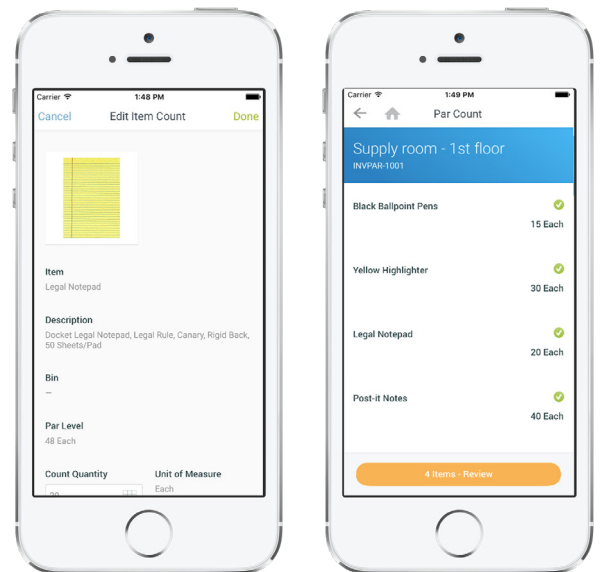 Carrier 1:48 PM
Cancel Edit Item Count Done
Item
Legal Notepad
Description
Docket Legal Notepad, Legal Rule, Canary, Rigid Back,
50 Sheets/Pad
Bin
–
Par Level
48 Each
Count Quantity Unit of Measure
Each
Carrier 1:49 PM
Par Count
Supply room - 1st floor
INVPAR-1001
Black Ballpoint Pens
15 Each
Yellow Highlighter
30 Each
Legal Notepad
20 Each
Post-it Notes
40 Each
4 Items - Review